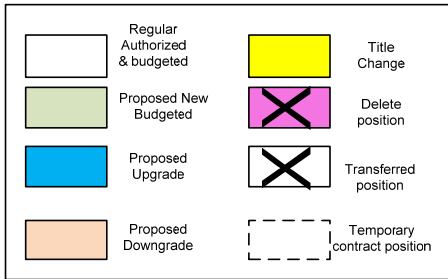 Regular
Authorized
& budgeted
Title
Change
Proposed New
Budgeted
Delete
position
Proposed
Upgrade
Transferred
position
Proposed
Downgrade
Temporary
contract position